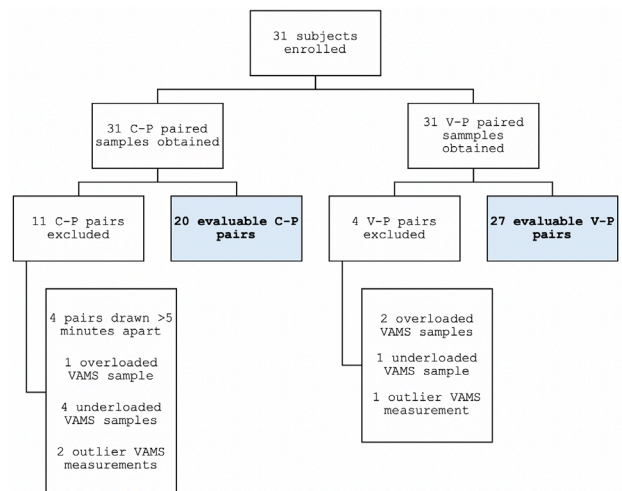 31 subjects
enrolled
31 C-P paired
samples obtained
31 V-P paired
sammples
obtained
11 C-P pairs
excluded
20 evaluable C-P
pairs
4 V-P pairs
excluded
27 evaluable V-P
pairs
4 pairs drawn >5
minutes apart
1 overloaded
VAMS sample
4 underloaded
VAMS samples
2 outlier VAMS
measurements
2 overloaded
VAMS samples
1 underloaded
VAMS sample
1 outlier VAMS
measurement